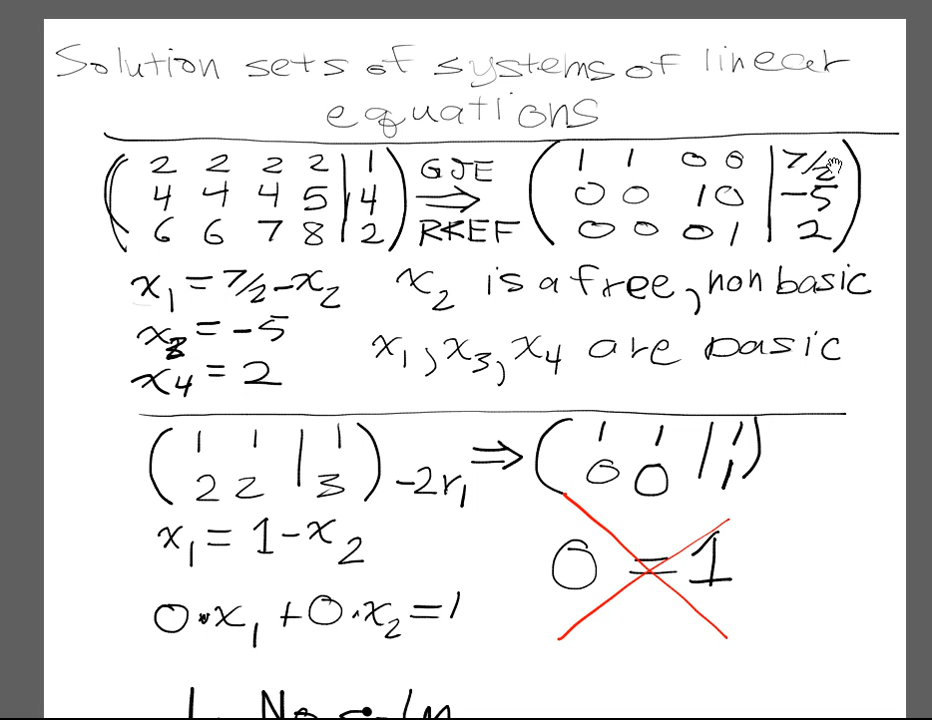 Solution sets of systems of linear
equations
( 2 2 2 2 | 1 ) GJE ( 1 1 0 0 | 7/2 )
( 4 4 4 5 | 4 ) ⇒ ( 0 0 1 0 | -5 )
( 6 6 7 8 | 2 ) RREF ( 0 0 0 1 | 2 )
x₁ = 7/2 - x₂ x₂ is a free, nonbasic
x₃ = -5
x₁, x₃, x₄ are basic
x₄ = 2
( 1 1 | 1 ) ⇒ ( 1 1 | 1 )
( 2 2 | 3 ) -2r₁ ( 0 0 | 1 )
x₁ = 1 - x₂
0 = 1
0·x₁ + 0·x₂ = 1
1. No